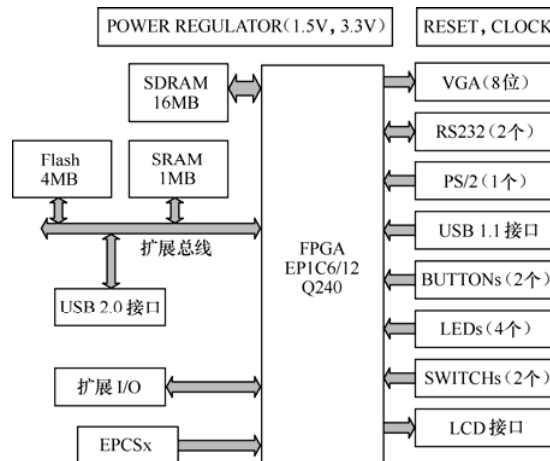 POWER REGULATOR(1.5V, 3.3V)
RESET, CLOCK
SDRAM
16MB
Flash
4MB
SRAM
1MB
扩展总线
USB 2.0 接口
扩展 I/O
EPCSx
FPGA
EP1C6/12
Q240
VGA(8位)
RS232(2个)
PS/2(1个)
USB 1.1 接口
BUTTONs(2个)
LEDs(4个)
SWITCHs(2个)
LCD 接口